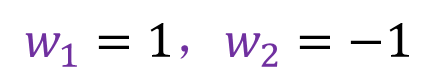 w₁ = 1，w₂ = −1